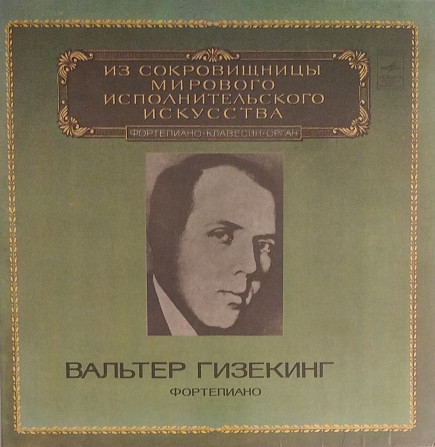 ИЗ СОКРОВИЩНИЦЫ
МИРОВОГО
ИСПОЛНИТЕЛЬСКОГО
ИСКУССТВА
ФОРТЕПИАНО·КЛАВЕСИН·ОРГАН
ВАЛЬТЕР ГИЗЕКИНГ
ФОРТЕПИАНО